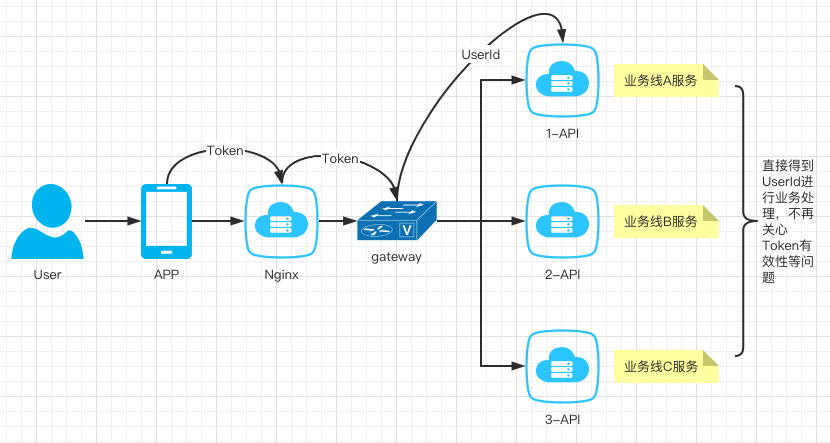 UserId
业务线A服务
1-API
Token
Token
直接得到
UserId进
行业务处
理，不再
关心
Token有
效性等问
题
User
APP
Nginx
gateway
V
业务线B服务
2-API
业务线C服务
3-API